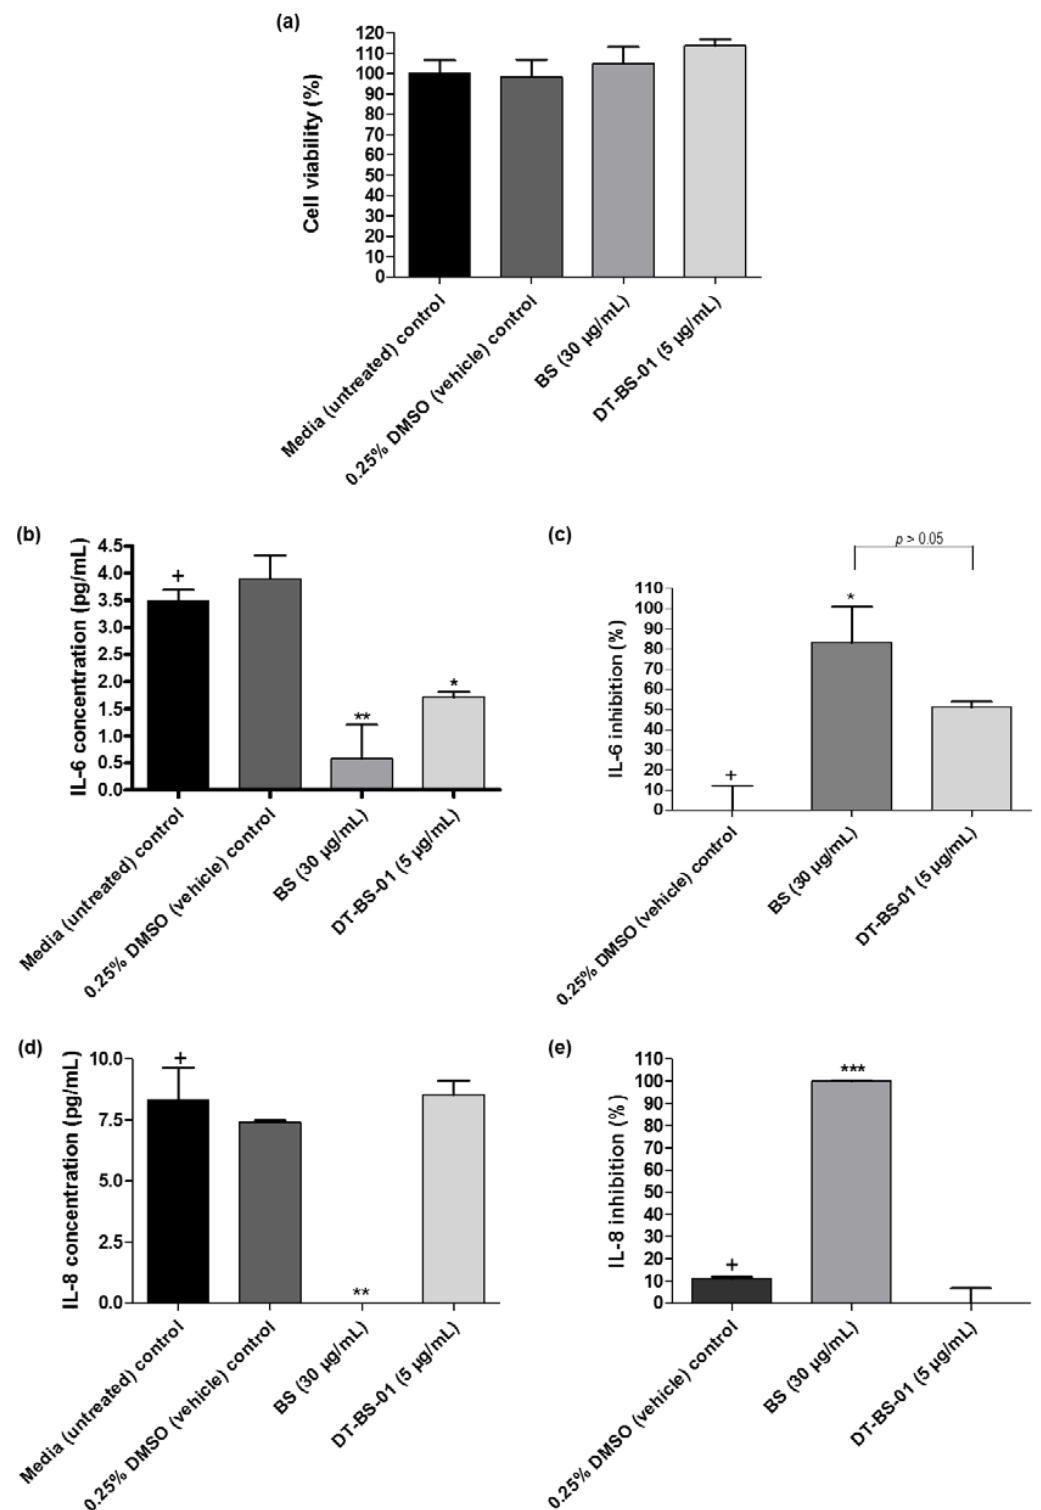 (a)
Cell viability (%)
120
110
100
90
80
70
60
50
40
30
20
10
0
Media (untreated) control
0.25% DMSO (vehicle) control
BS (30 µg/mL)
DT-BS-01 (5 µg/mL)
(b)
IL-6 concentration (pg/mL)
4.5
4.0
3.5
3.0
2.5
2.0
1.5
1.0
0.5
0.0
+
**
*
Media (untreated) control
0.25% DMSO (vehicle) control
BS (30 µg/mL)
DT-BS-01 (5 µg/mL)
(c)
p > 0.05
IL-6 inhibition (%)
110
100
90
80
70
60
50
40
30
20
10
0
+
*
0.25% DMSO (vehicle) control
BS (30 µg/mL)
DT-BS-01 (5 µg/mL)
(d)
IL-8 concentration (pg/mL)
10.0
7.5
5.0
2.5
0.0
+
**
Media (untreated) control
0.25% DMSO (vehicle) control
BS (30 µg/mL)
DT-BS-01 (5 µg/mL)
(e)
IL-8 inhibition (%)
110
100
90
80
70
60
50
40
30
20
10
0
+
***
0.25% DMSO (vehicle) control
BS (30 µg/mL)
DT-BS-01 (5 µg/mL)